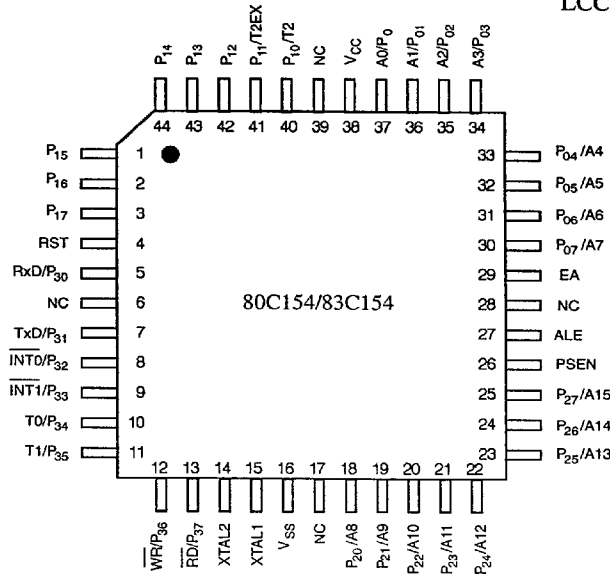 LCC
P14 P13 P12 P11/T2EX P10/T2 NC VCC A0/P0 A1/P01 A2/P02 A3/P03
44 43 42 41 40 39 38 37 36 35 34
P15 1 33 P04/A4
P16 2 32 P05/A5
P17 3 31 P06/A6
RST 4 30 P07/A7
RxD/P30 5 29 EA
NC 6 80C154/83C154 28 NC
TxD/P31 7 27 ALE
INT0/P32 8 26 PSEN
INT1/P33 9 25 P27/A15
T0/P34 10 24 P26/A14
T1/P35 11 23 P25/A13
12 13 14 15 16 17 18 19 20 21 22
WR/P36 RD/P37 XTAL2 XTAL1 VSS NC P20/A8 P21/A9 P22/A10 P23/A11 P24/A12